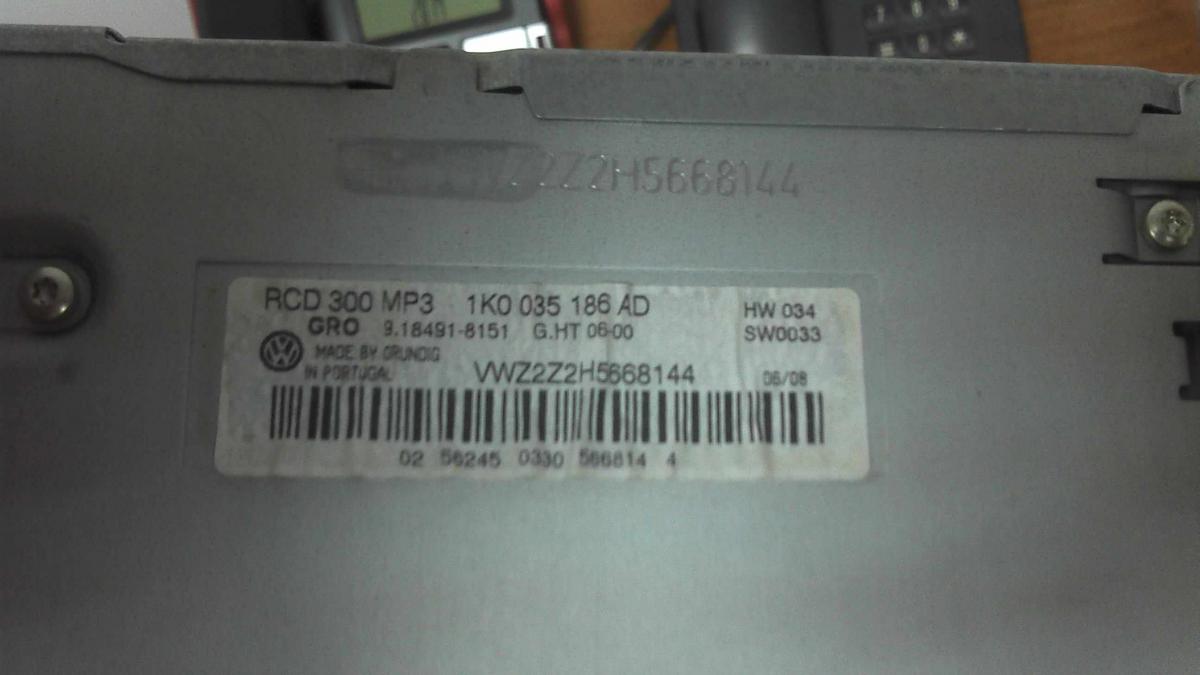 Z2Z2H5668144
RCD 300 MP3 1K0 035 186 AD HW 034
GRO 9.18491-8151 G.HT 06-00 SW0033
MADE BY GRUNDIG
IN PORTUGAL VWZ2Z2H5668144 06/08
02 56245 0330 566814 4